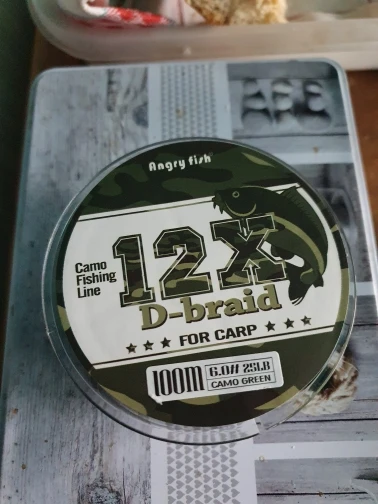 Angry fish
12X
Camo
Fishing
Line
D-braid
FOR CARP
100m
6.0# 25LB
CAMO GREEN